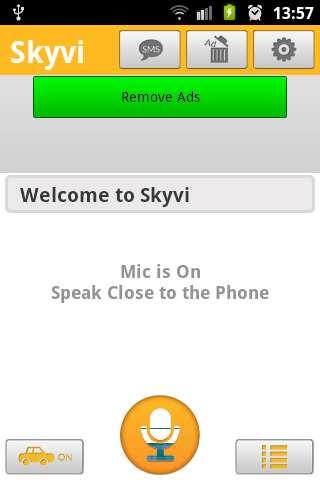 13:57
Skyvi
SMS
Ad
Remove Ads
Welcome to Skyvi
Mic is On
Speak Close to the Phone
ON